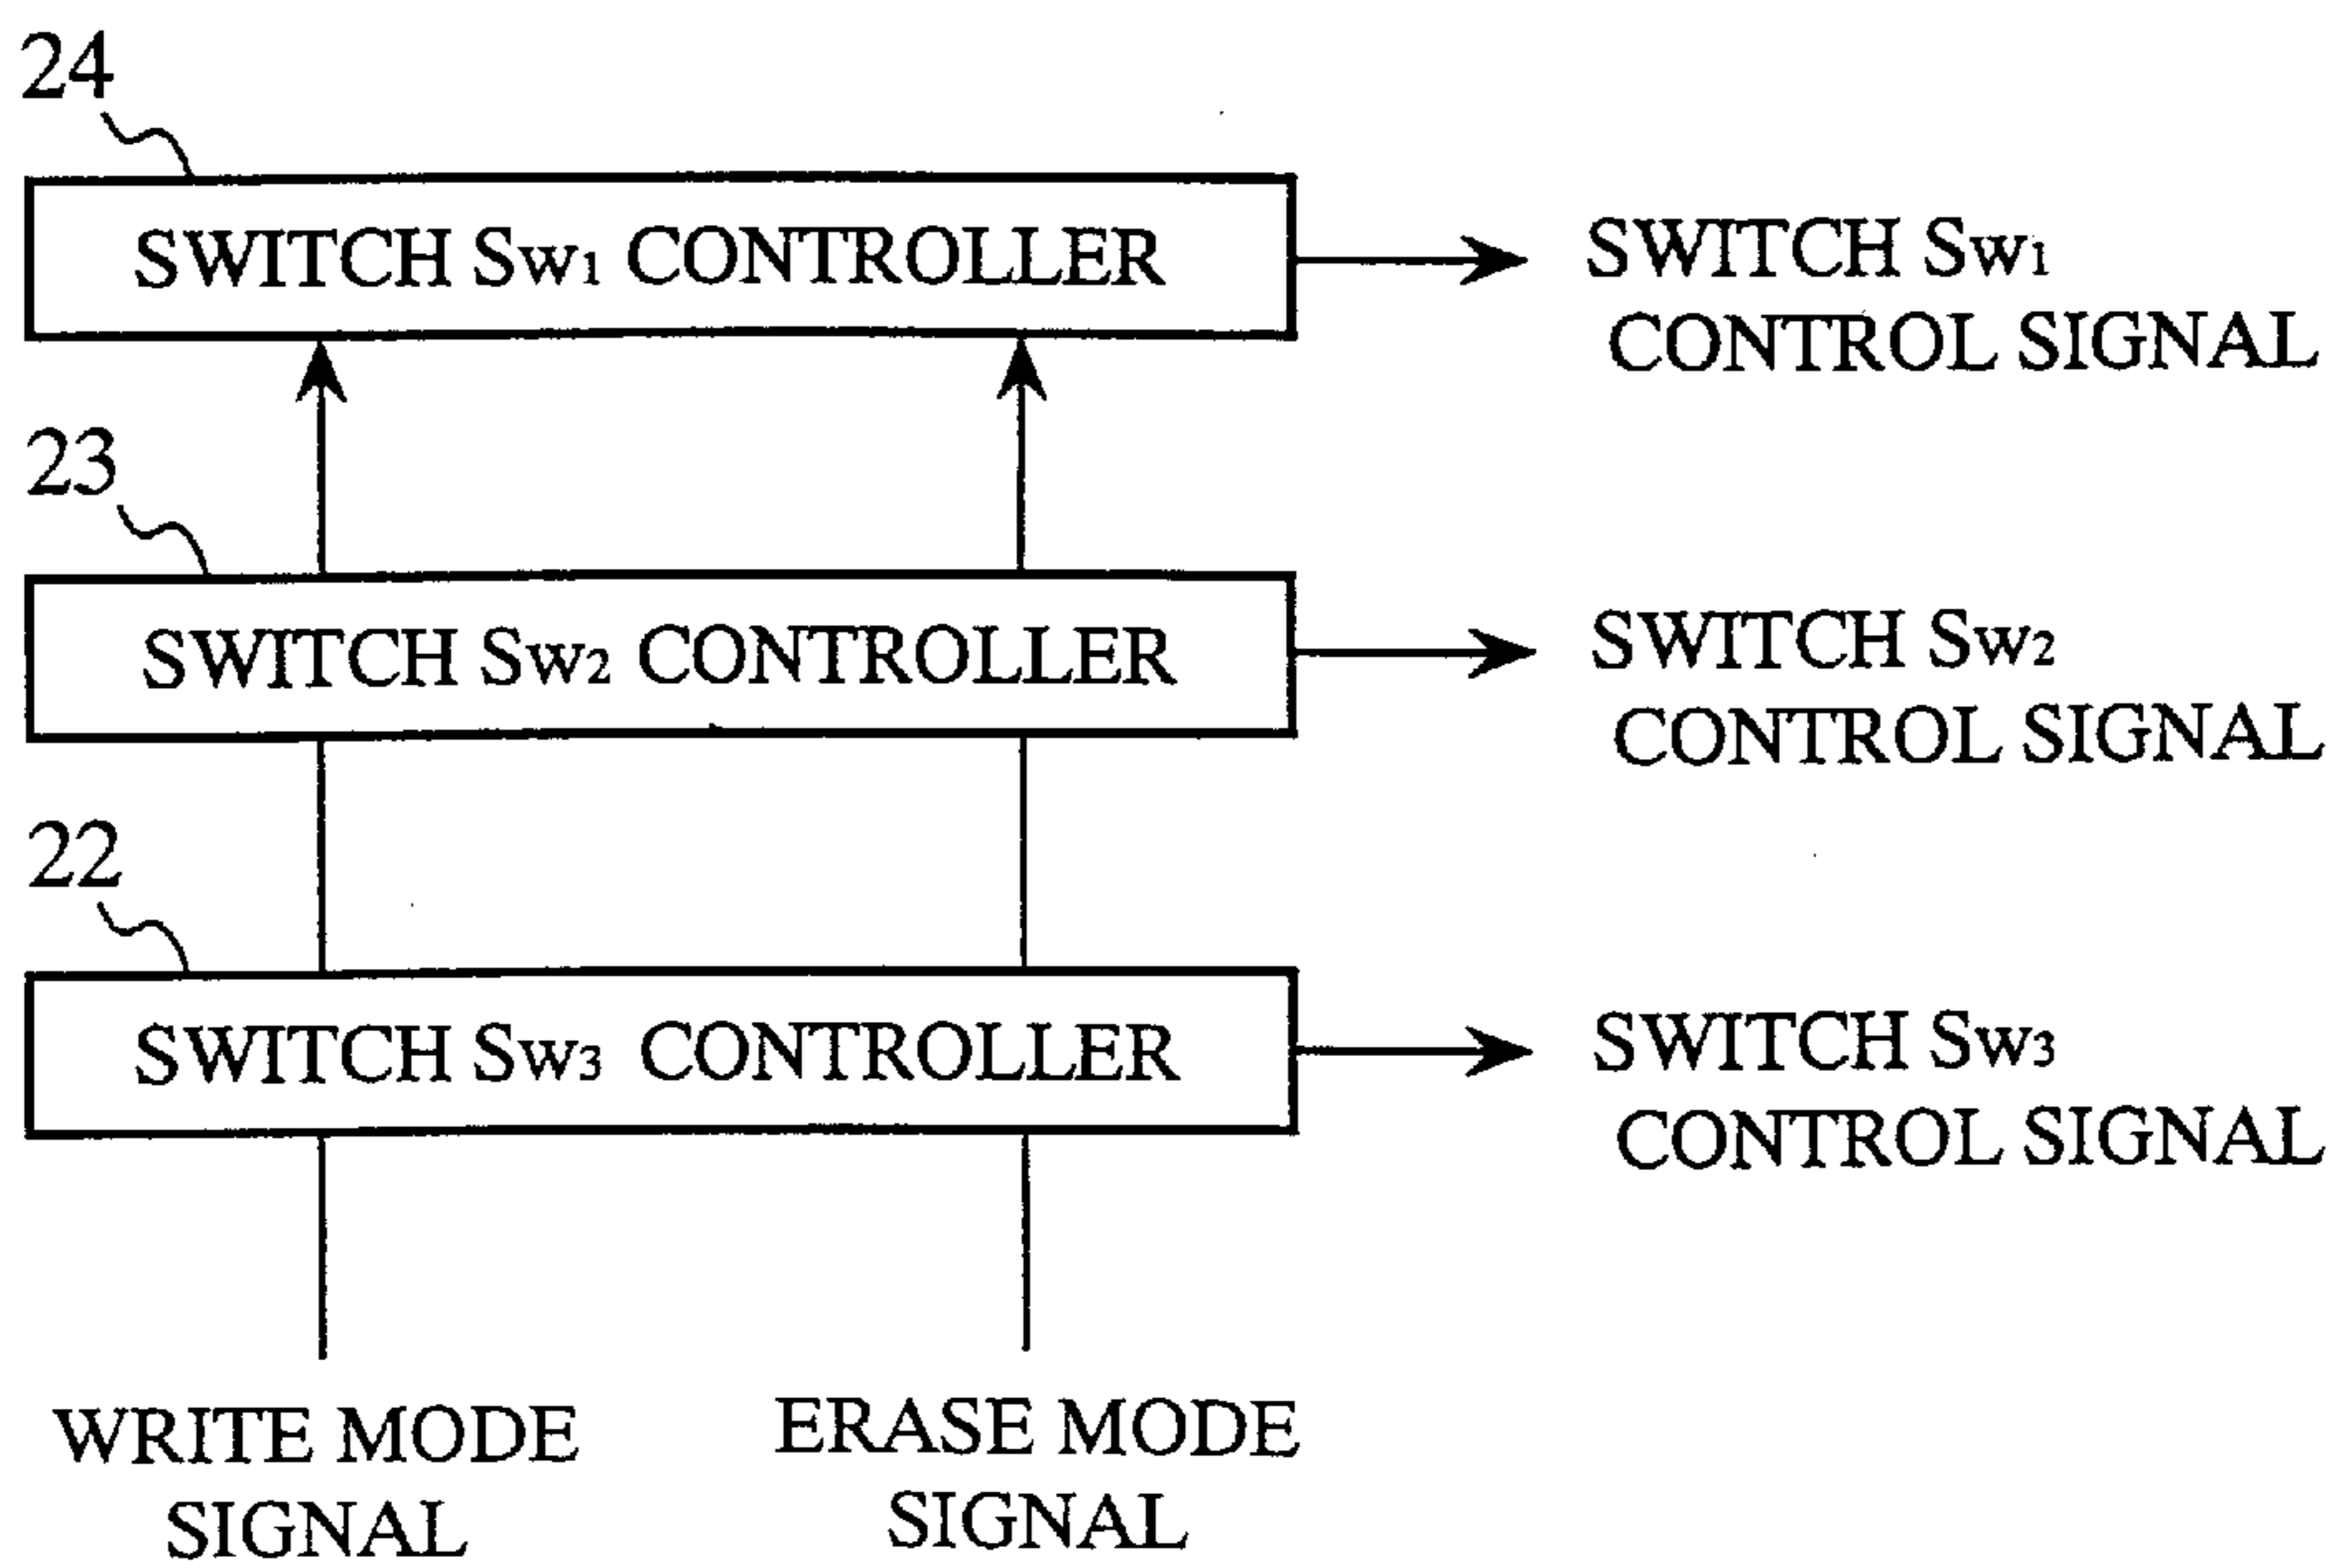 24
SWITCH Sw1 CONTROLLER
SWITCH Sw1
CONTROL SIGNAL
23
SWITCH Sw2 CONTROLLER
SWITCH Sw2
CONTROL SIGNAL
22
SWITCH Sw3 CONTROLLER
SWITCH Sw3
CONTROL SIGNAL
WRITE MODE
SIGNAL
ERASE MODE
SIGNAL